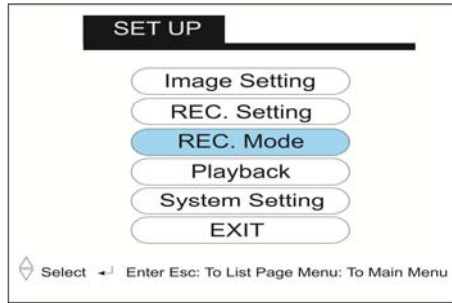 SET UP
Image Setting
REC. Setting
REC. Mode
Playback
System Setting
EXIT
Select Enter Esc: To List Page Menu: To Main Menu